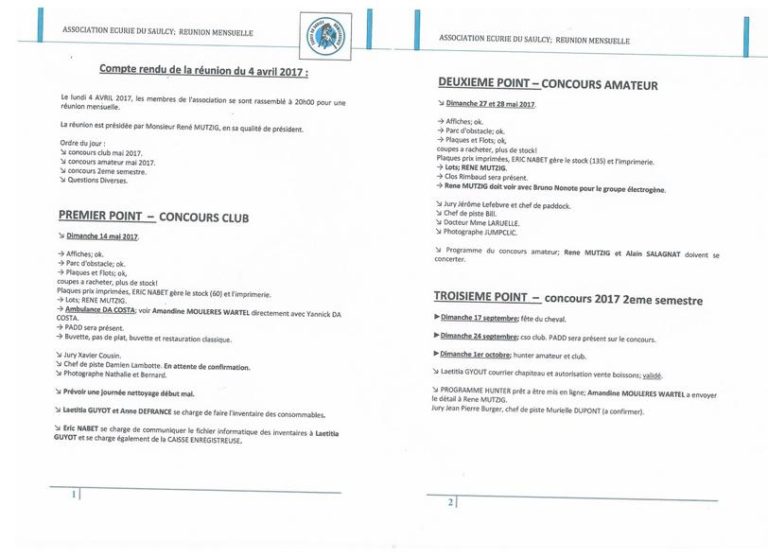 ASSOCIATION ECURIE DU SAULCY; REUNION MENSUELLE
Compte rendu de la réunion du 4 avril 2017 :
Le lundi 4 AVRIL 2017, les membres de l'association se sont rassemblé à 20h00 pour une
réunion mensuelle.
La réunion est présidée par Monsieur René MUTZIG, en sa qualité de président.
Ordre du jour :
↘ concours club mai 2017.
↘ concours amateur mai 2017.
↘ concours 2eme semestre.
↘ Questions Diverses.
PREMIER POINT – CONCOURS CLUB
↘ Dimanche 14 mai 2017.
→ Affiches; ok.
→ Parc d'obstacle; ok.
→ Plaques et Flots; ok,
coupes a racheter, plus de stock!
Plaques prix imprimées, ERIC NABET gère le stock (60) et l'imprimerie.
→ Lots; RENE MUTZIG.
→ Ambulance DA COSTA; voir Amandine MOULERES WARTEL directement avec Yannick DA
COSTA.
→ PADD sera présent.
→ Buvette, pas de plat, buvette et restauration classique.
↘ Jury Xavier Cousin.
↘ Chef de piste Damien Lambotte. En attente de confirmation.
↘ Photographe Nathalie et Bernard.
↘ Prévoir une journée nettoyage début mai.
↘ Laetitia GUYOT et Anne DEFRANCE se charge de faire l'inventaire des consommables.
↘ Eric NABET se charge de communiquer le fichier informatique des inventaires à Laetitia
GUYOT et se charge également de la CAISSE ENREGISTREUSE.
1
ASSOCIATION ECURIE DU SAULCY; REUNION MENSUELLE
DEUXIEME POINT – CONCOURS AMATEUR
↘ Dimanche 27 et 28 mai 2017.
→ Affiches; ok.
→ Parc d'obstacle; ok.
→ Plaques et Flots; ok,
coupes a racheter, plus de stock!
Plaques prix imprimées, ERIC NABET gère le stock (135) et l'imprimerie.
→ Lots; RENE MUTZIG.
→ Clos Rimbaud sera présent.
→ Rene MUTZIG doit voir avec Bruno Nonote pour le groupe électrogène.
↘ Jury Jérôme Lefebure et chef de paddock.
↘ Chef de piste Bill.
↘ Docteur Mme LARUELLE.
↘ Photographe JUMPCLIC.
↘ Programme du concours amateur; Rene MUTZIG et Alain SALAGNAT doivent se
concerter.
TROISIEME POINT – concours 2017 2eme semestre
► Dimanche 17 septembre; fête du cheval.
► Dimanche 24 septembre; cso club. PADD sera présent sur le concours.
► Dimanche 1er octobre; hunter amateur et club.
↘ Laetitia GYOUT courrier chapiteau et autorisation vente boissons; validé.
↘ PROGRAMME HUNTER prêt a être mis en ligne; Amandine MOULERES WARTEL a envoyer
le détail à Rene MUTZIG.
Jury Jean Pierre Burger, chef de piste Murielle DUPONT (a confirmer).
2